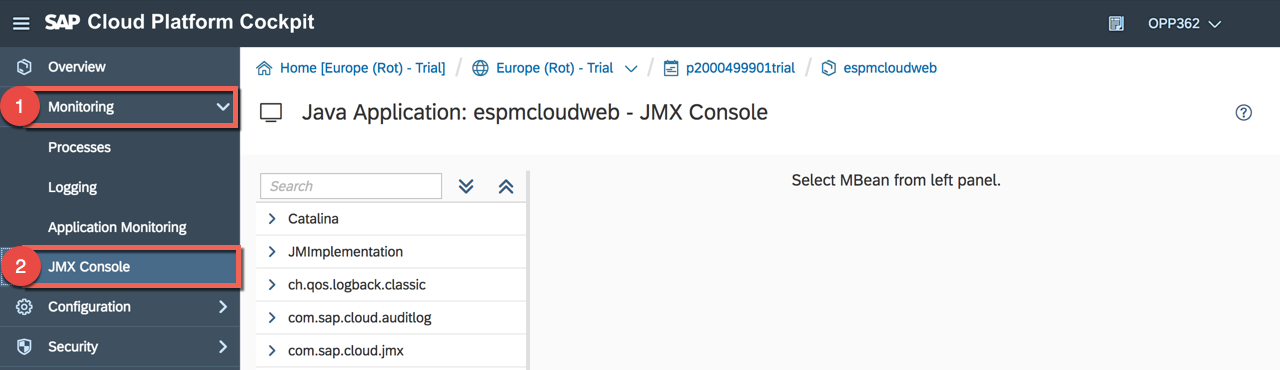 SAP Cloud Platform Cockpit
OPP362
Overview
1 Monitoring
Processes
Logging
Application Monitoring
2 JMX Console
Configuration
Security
Home [Europe (Rot) - Trial] / Europe (Rot) - Trial / p2000499901trial / espmcloudweb
Java Application: espmcloudweb - JMX Console
?
Search
Catalina
JMImplementation
ch.qos.logback.classic
com.sap.cloud.auditlog
com.sap.cloud.jmx
Select MBean from left panel.